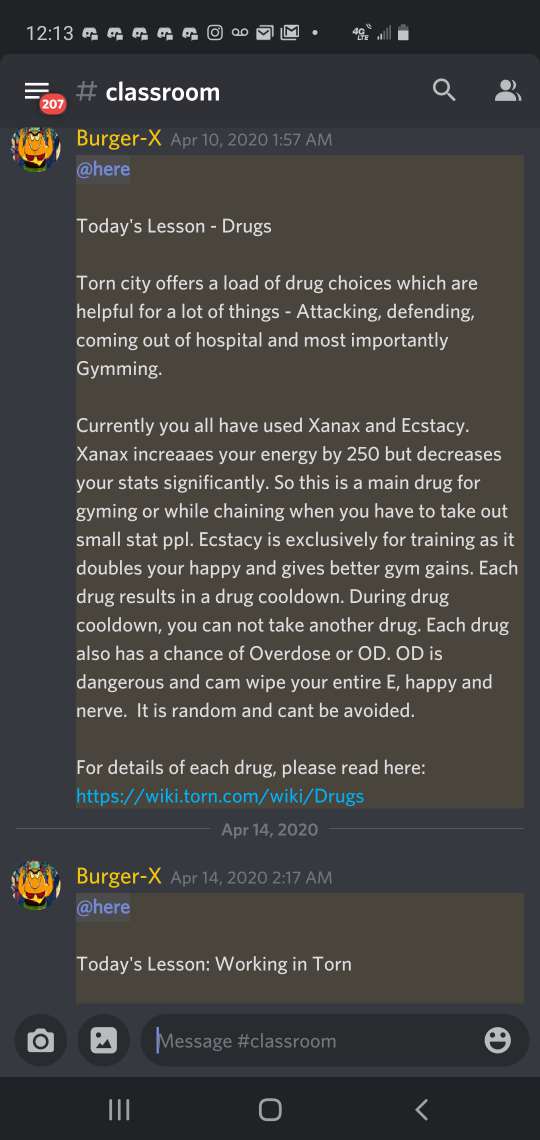 12:13
4G
LTE
207
# classroom
Burger-X Apr 10, 2020 1:57 AM
@here
Today's Lesson - Drugs
Torn city offers a load of drug choices which are
helpful for a lot of things - Attacking, defending,
coming out of hospital and most importantly
Gymming.
Currently you all have used Xanax and Ecstacy.
Xanax increaaes your energy by 250 but decreases
your stats significantly. So this is a main drug for
gyming or while chaining when you have to take out
small stat ppl. Ecstacy is exclusively for training as it
doubles your happy and gives better gym gains. Each
drug results in a drug cooldown. During drug
cooldown, you can not take another drug. Each drug
also has a chance of Overdose or OD. OD is
dangerous and cam wipe your entire E, happy and
nerve.  It is random and cant be avoided.
For details of each drug, please read here:
https://wiki.torn.com/wiki/Drugs
Apr 14, 2020
Burger-X Apr 14, 2020 2:17 AM
@here
Today's Lesson: Working in Torn
Message #classroom